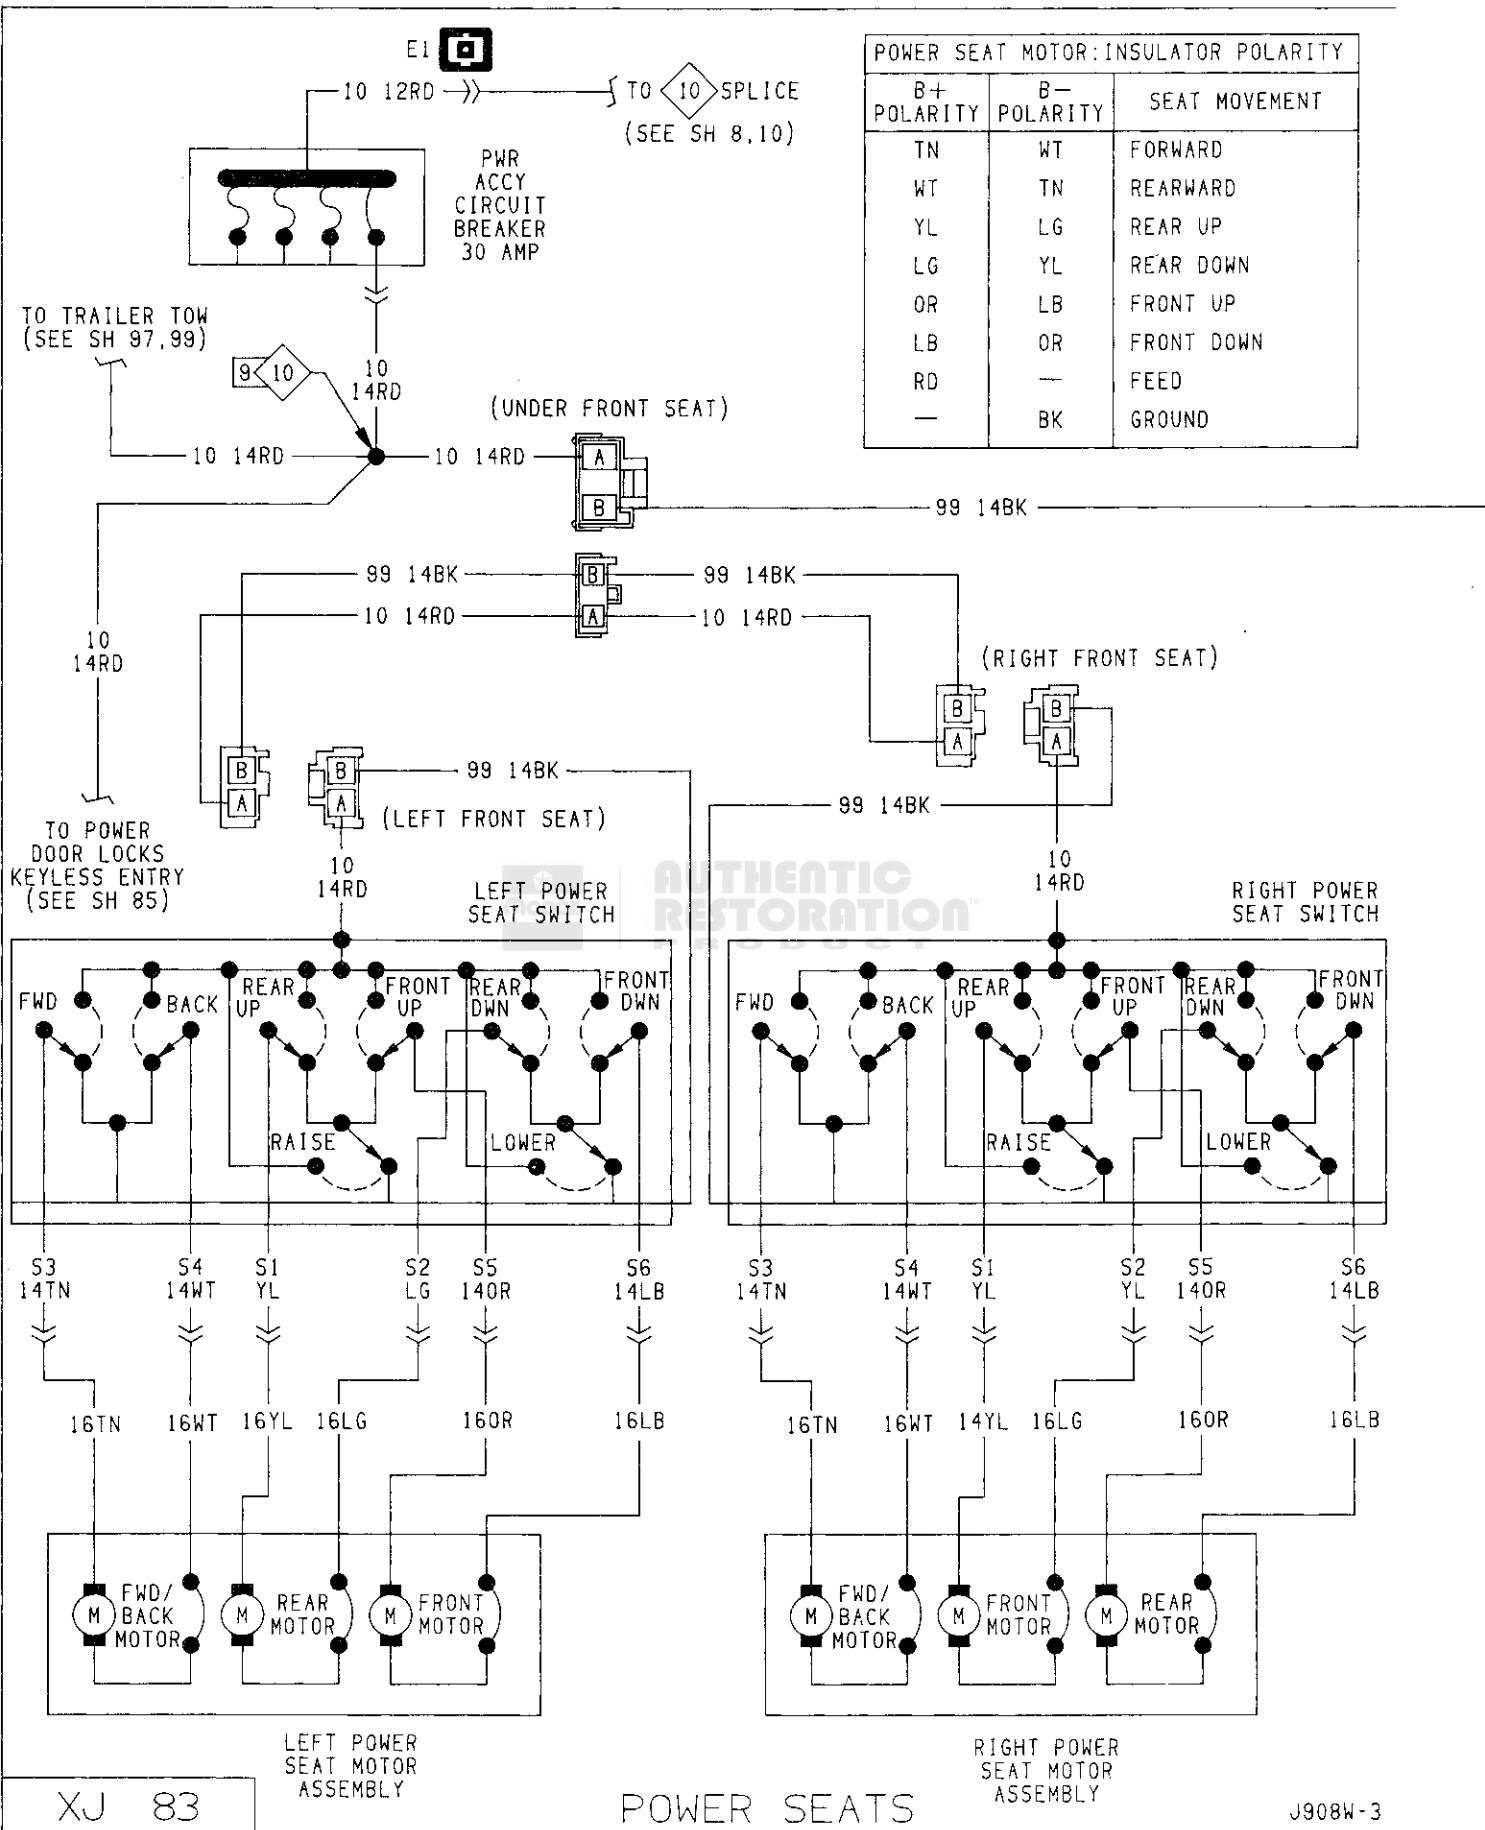 E1
10 12RD
TO 10 SPLICE
(SEE SH 8,10)
PWR
ACCY
CIRCUIT
BREAKER
30 AMP
POWER SEAT MOTOR:INSULATOR POLARITY
B+ POLARITY B- POLARITY SEAT MOVEMENT
TN WT FORWARD
WT TN REARWARD
YL LG REAR UP
LG YL REAR DOWN
OR LB FRONT UP
LB OR FRONT DOWN
RD — FEED
— BK GROUND
TO TRAILER TOW
(SEE SH 97,99)
9 10
10
14RD
(UNDER FRONT SEAT)
10 14RD
10 14RD
A
B
99 14BK
99 14BK
B
99 14BK
10 14RD
A
10 14RD
10
14RD
(RIGHT FRONT SEAT)
B
A
B
A
B
A
B
A
99 14BK
(LEFT FRONT SEAT)
99 14BK
TO POWER
DOOR LOCKS
KEYLESS ENTRY
(SEE SH 85)
10
14RD
10
14RD
LEFT POWER
SEAT SWITCH
AUTHENTIC
RESTORATION™
PRODUCT
RIGHT POWER
SEAT SWITCH
FWD
BACK
REAR
UP
FRONT
UP
REAR
DWN
FRONT
DWN
RAISE
LOWER
FWD
BACK
REAR
UP
FRONT
UP
REAR
DWN
FRONT
DWN
RAISE
LOWER
S3 S4 S1 S2 S5 S6 S3 S4 S1 S2 S5 S6
14TN 14WT YL LG 14OR 14LB 14TN 14WT YL YL 14OR 14LB
16TN 16WT 16YL 16LG 16OR 16LB 16TN 16WT 14YL 16LG 16OR 16LB
M
FWD/
BACK
MOTOR
M
REAR
MOTOR
M
FRONT
MOTOR
M
FWD/
BACK
MOTOR
M
FRONT
MOTOR
M
REAR
MOTOR
LEFT POWER
SEAT MOTOR
ASSEMBLY
RIGHT POWER
SEAT MOTOR
ASSEMBLY
XJ 83
POWER SEATS
J908W-3